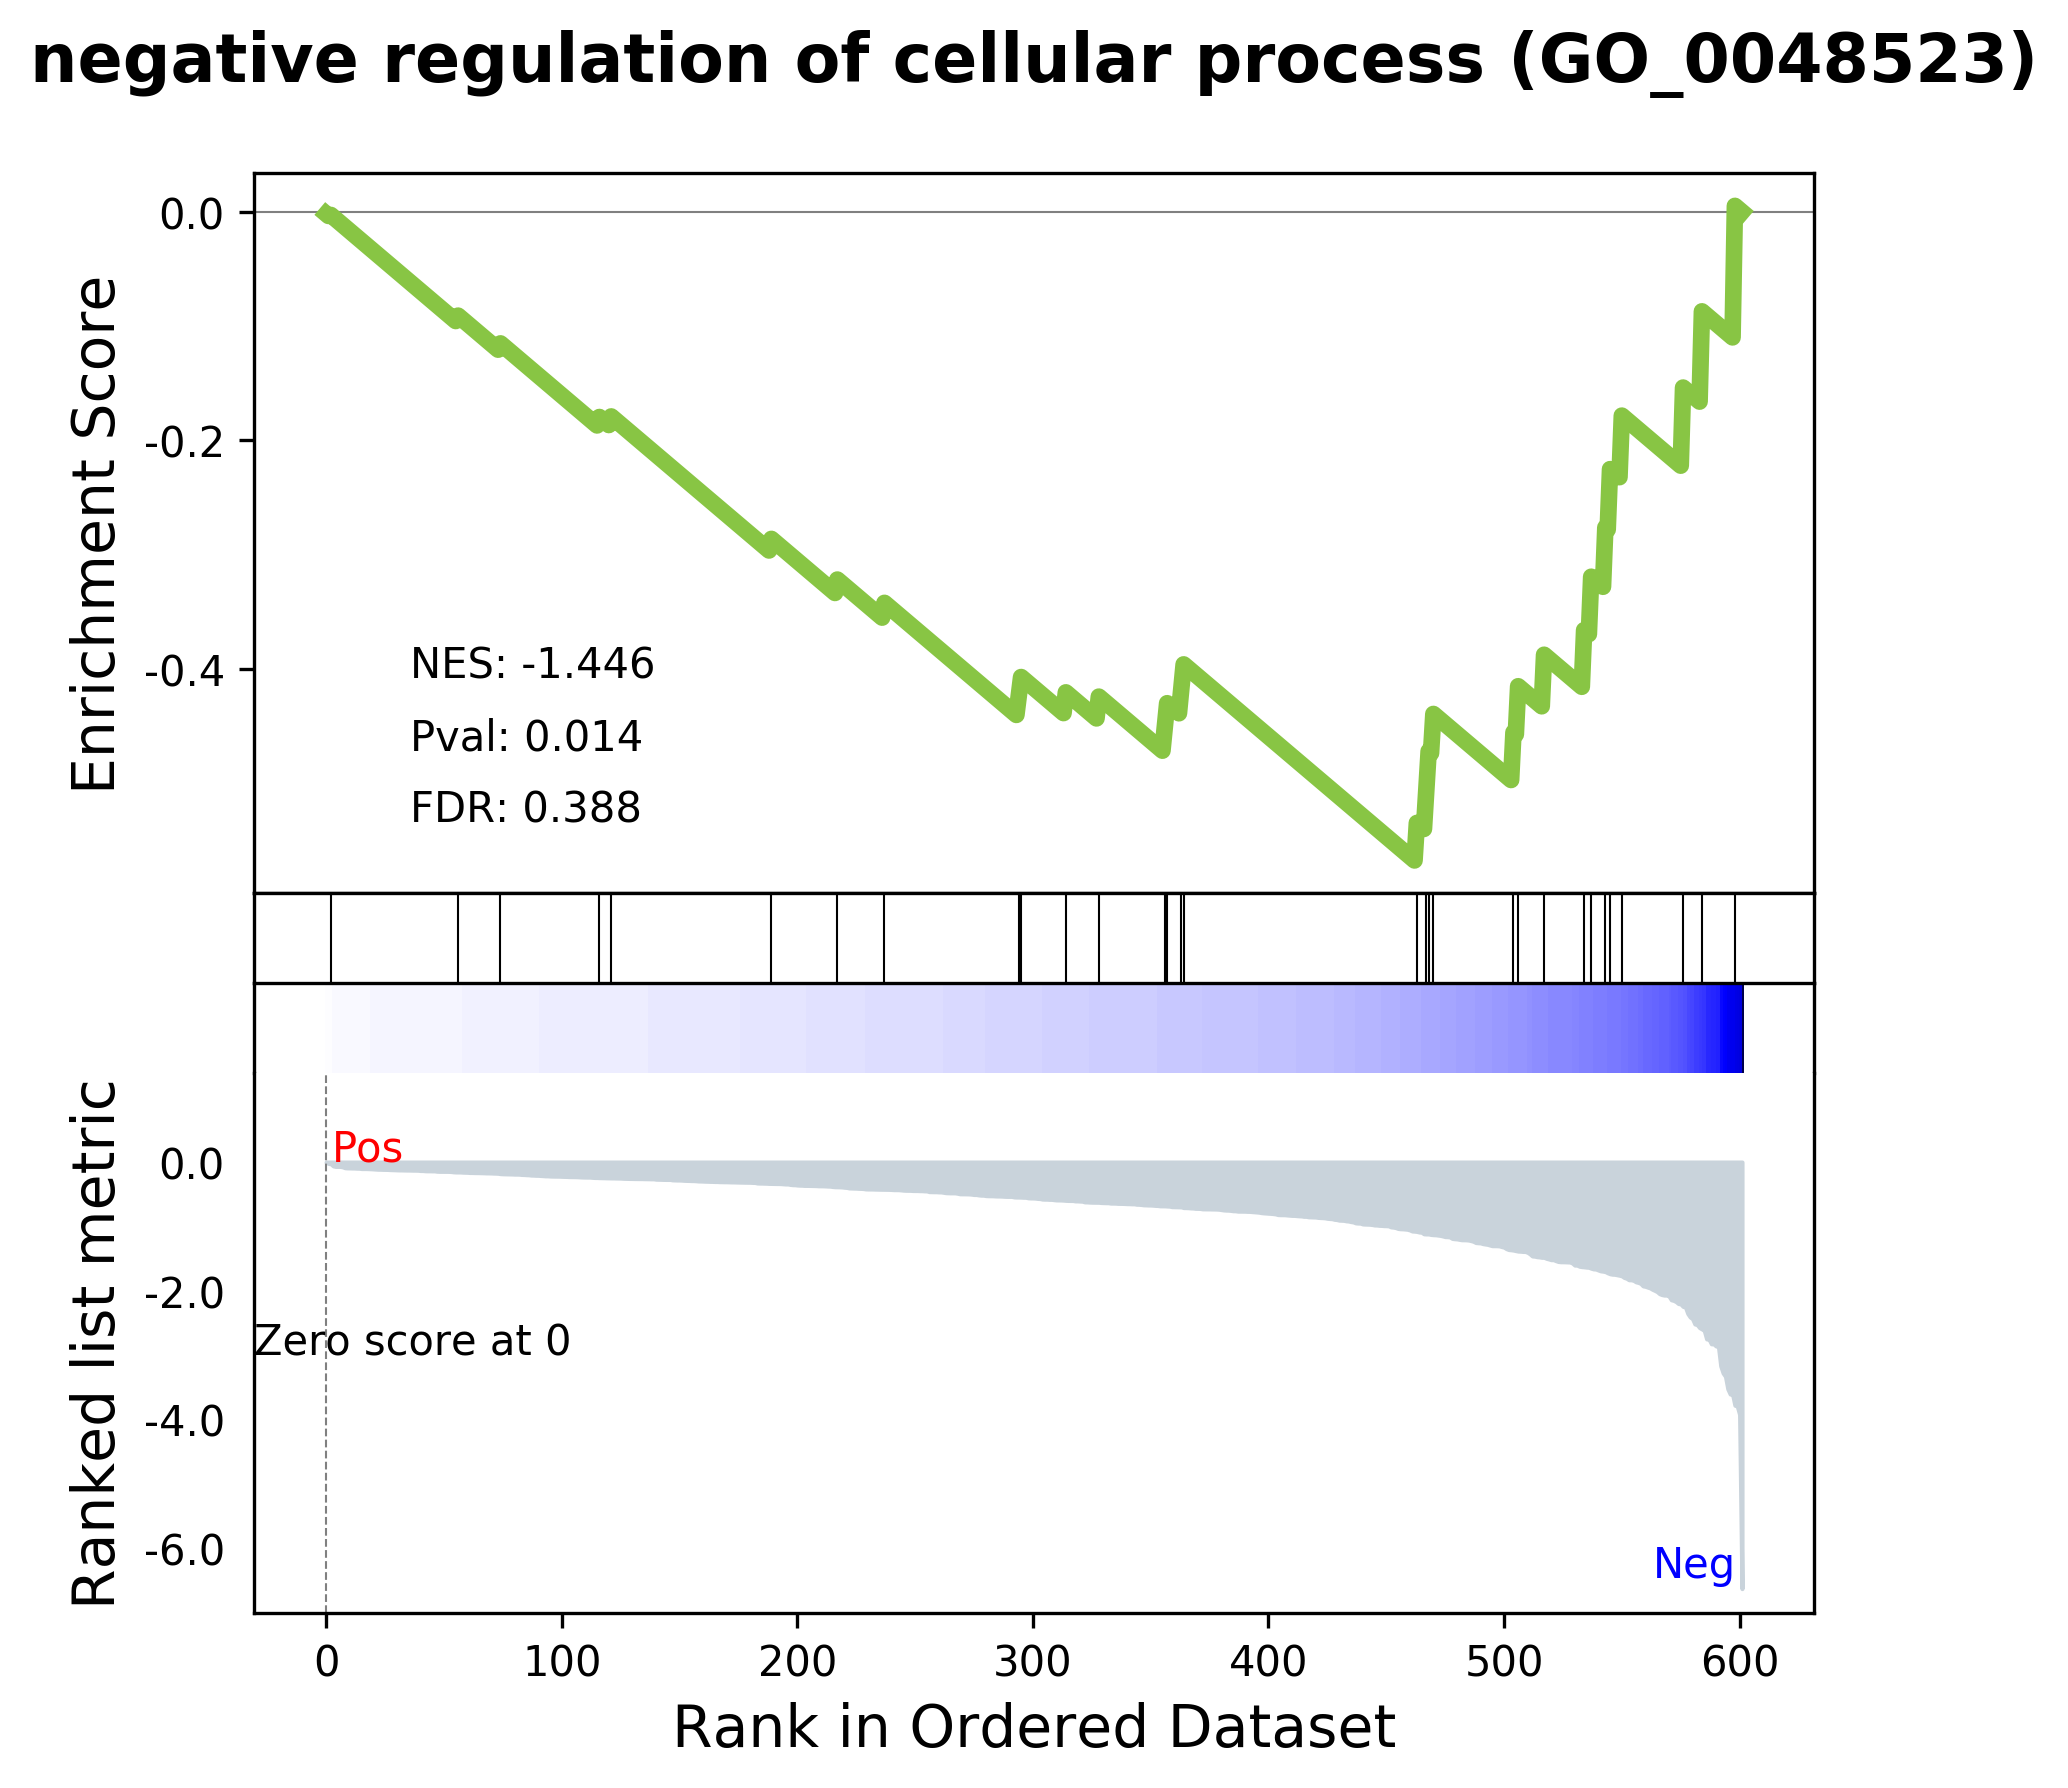 negative regulation of cellular process (GO_0048523)
Enrichment Score
0.0
-0.2
-0.4
NES: -1.446
Pval: 0.014
FDR: 0.388
Ranked list metric
0.0
-2.0
-4.0
-6.0
Pos
Zero score at 0
Neg
0 100 200 300 400 500 600
Rank in Ordered Dataset